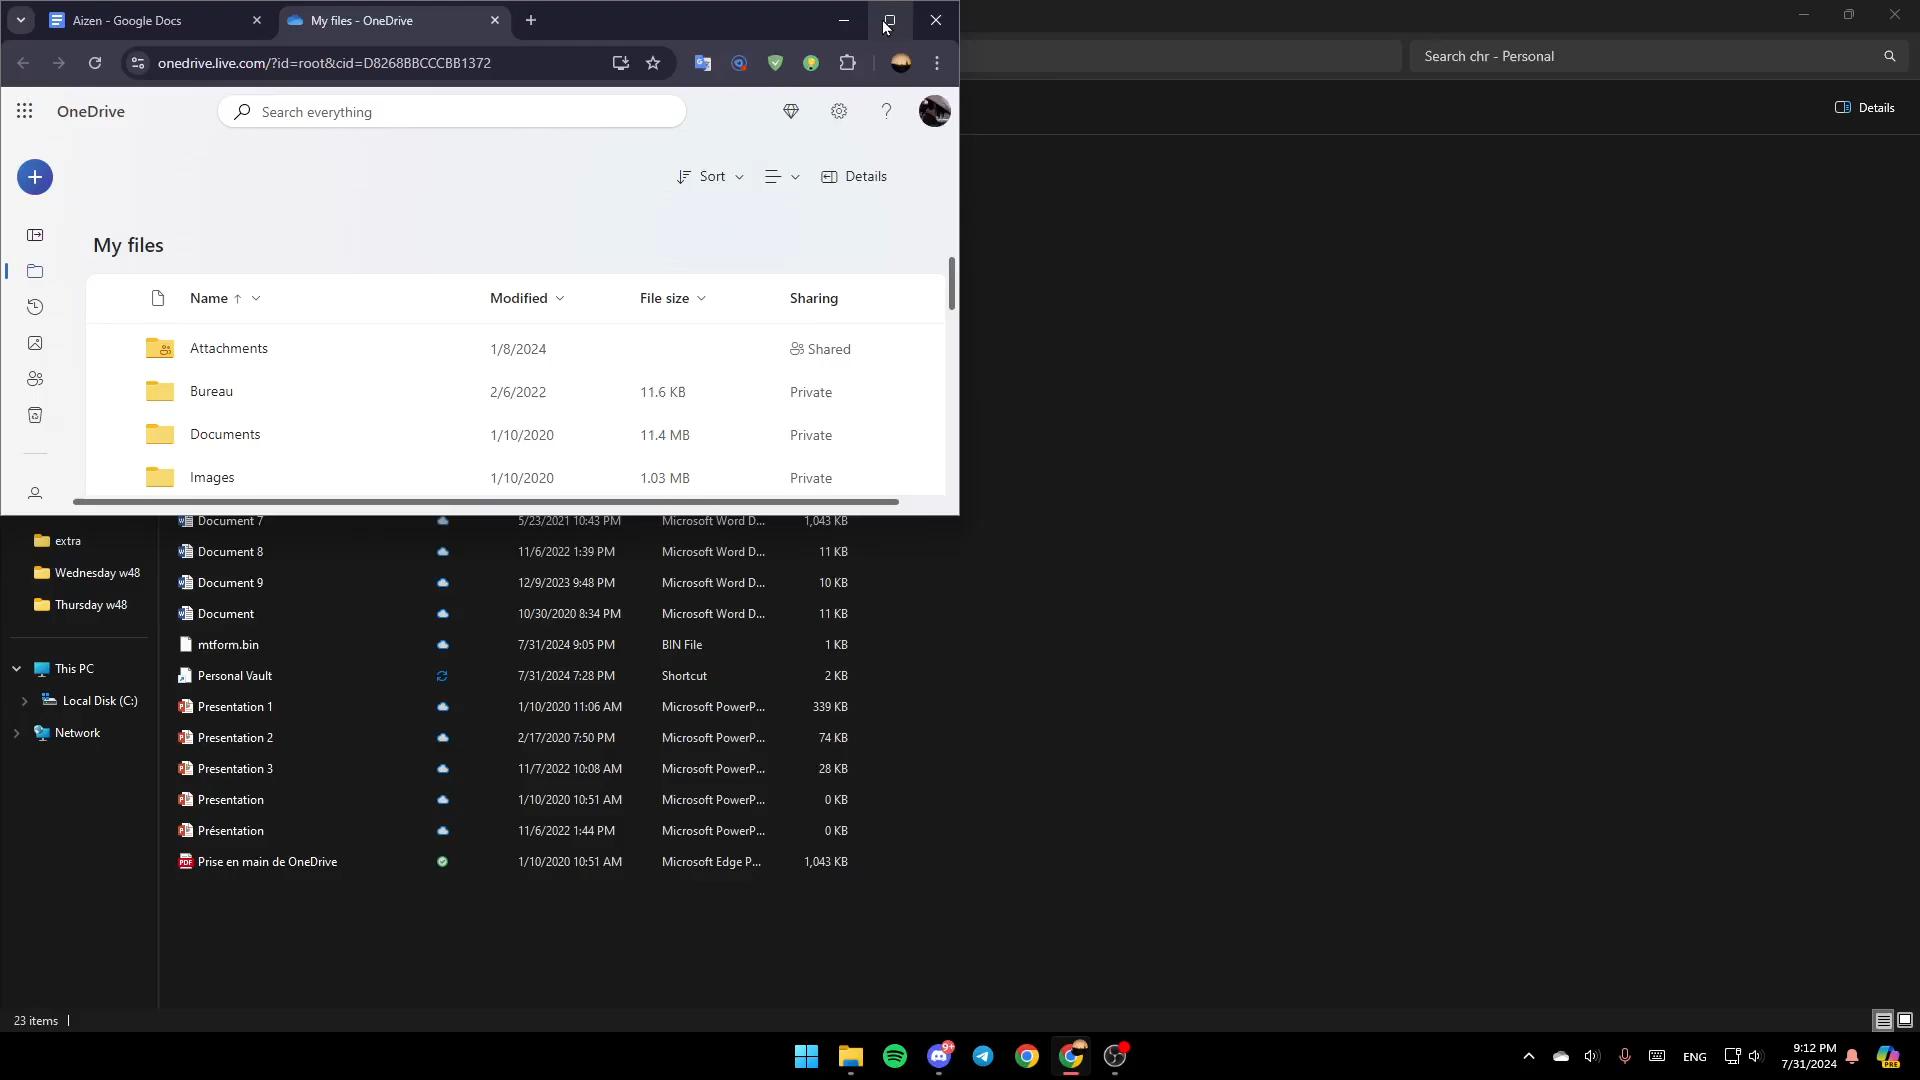 Aizen - Google Docs
My files - OneDrive
onedrive.live.com/?id=root&cid=D8268BBCCCBB1372
Search chr - Personal
OneDrive
Search everything
Details
Sort
Details
My files
Name
Modified
File size
Sharing
Attachments
1/8/2024
Shared
Bureau
2/6/2022
11.6 KB
Private
Documents
1/10/2020
11.4 MB
Private
Images
1/10/2020
1.03 MB
Private
Document 7
5/23/2021 10:43 PM
Microsoft Word D...
1,043 KB
extra
Document 8
11/6/2022 1:39 PM
Microsoft Word D...
11 KB
Wednesday w48
Document 9
12/9/2023 9:48 PM
Microsoft Word D...
10 KB
Thursday w48
Document
10/30/2020 8:34 PM
Microsoft Word D...
11 KB
mtform.bin
7/31/2024 9:05 PM
BIN File
1 KB
This PC
Personal Vault
7/31/2024 7:28 PM
Shortcut
2 KB
Local Disk (C:)
Presentation 1
1/10/2020 11:06 AM
Microsoft PowerP...
339 KB
Network
Presentation 2
2/17/2020 7:50 PM
Microsoft PowerP...
74 KB
Presentation 3
11/7/2022 10:08 AM
Microsoft PowerP...
28 KB
Presentation
1/10/2020 10:51 AM
Microsoft PowerP...
0 KB
Présentation
11/6/2022 1:44 PM
Microsoft PowerP...
0 KB
Prise en main de OneDrive
1/10/2020 10:51 AM
Microsoft Edge P...
1,043 KB
23 items
9+
ENG
9:12 PM
7/31/2024
PRE